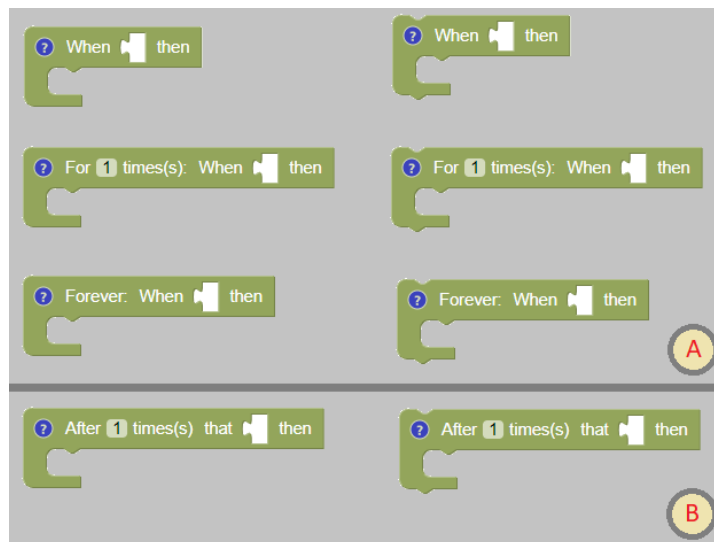 ? When then
? When then
? For 1 times(s): When then
? For 1 times(s): When then
? Forever: When then
? Forever: When then
A
? After 1 times(s) that then
? After 1 times(s) that then
B